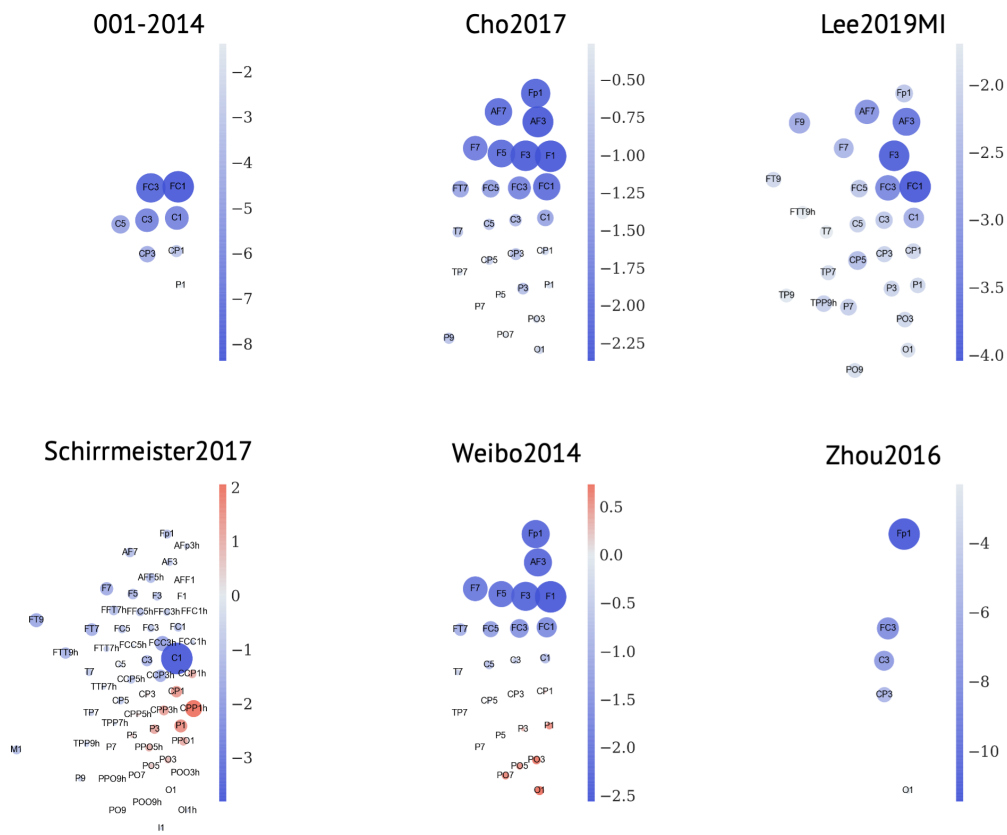 001-2014
Cho2017
Lee2019MI
−2
−3
−4
−5
−6
−7
−8
FC3 FC1
C5 C3 C1
CP3 CP1
P1
−0.50
−0.75
−1.00
−1.25
−1.50
−1.75
−2.00
−2.25
Fp1
AF7 AF3
F7 F5 F3 F1
FT7 FC5 FC3 FC1
T7 C5 C3 C1
TP7 CP5 CP3 CP1
P7 P5 P3 P1
P9 PO7 PO3
O1
−2.0
−2.5
−3.0
−3.5
−4.0
Fp1
F9 AF7 AF3
F7 F3
FT9 FC5 FC3 FC1
FTT9h T7 C5 C3 C1
TP7 CP5 CP3 CP1
TP9 TPP9h P7 P3 P1
PO3
PO9 O1
Schirrmeister2017
Weibo2014
Zhou2016
2
1
0
−1
−2
−3
Fp1
AFp3h
AF7 AF3
AFF5h AFF1
F7 F5 F3 F1
FFT7h FFC5h FFC3h FFC1h
FT9 FT7 FC5 FC3 FC1
FTT9h FTT7h FCC5h FCC3h FCC1h
T7 C5 C3 C1
TTP7h CCP5h CCP3h CCP1h
TP7 CP5 CP3 CP1
TPP7h CPP5h CPP3h CPP1h
M1 TPP9h P7 P5 P3 P1
PPO5h PPO1
P9 PPO9h PO7 PO5 PO3
POO3h
PO9 POO9h O1
OI1h
I1
0.5
0.0
−0.5
−1.0
−1.5
−2.0
−2.5
Fp1
AF3
F7 F5 F3 F1
FT7 FC5 FC3 FC1
T7 C5 C3 C1
TP7 CP5 CP3 CP1
P7 P5 P3 P1
PO7 PO5 PO3
O1
−4
−6
−8
−10
Fp1
FC3
C3
CP3
O1